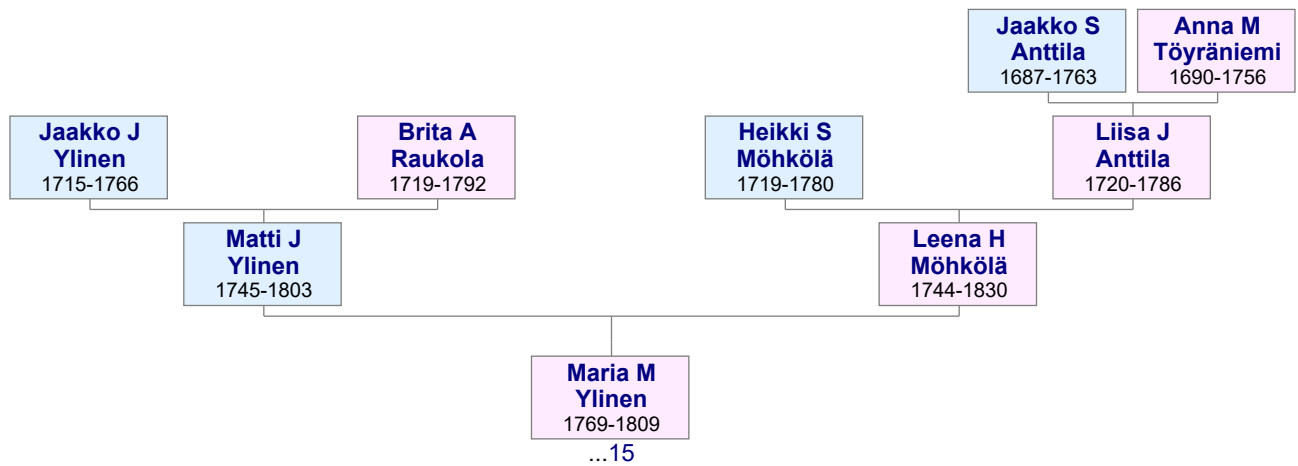 Jaakko S
Anttila
1687-1763
Anna M
Töyräniemi
1690-1756
Jaakko J
Ylinen
1715-1766
Brita A
Raukola
1719-1792
Heikki S
Möhkölä
1719-1780
Liisa J
Anttila
1720-1786
Matti J
Ylinen
1745-1803
Leena H
Möhkölä
1744-1830
Maria M
Ylinen
1769-1809
...15